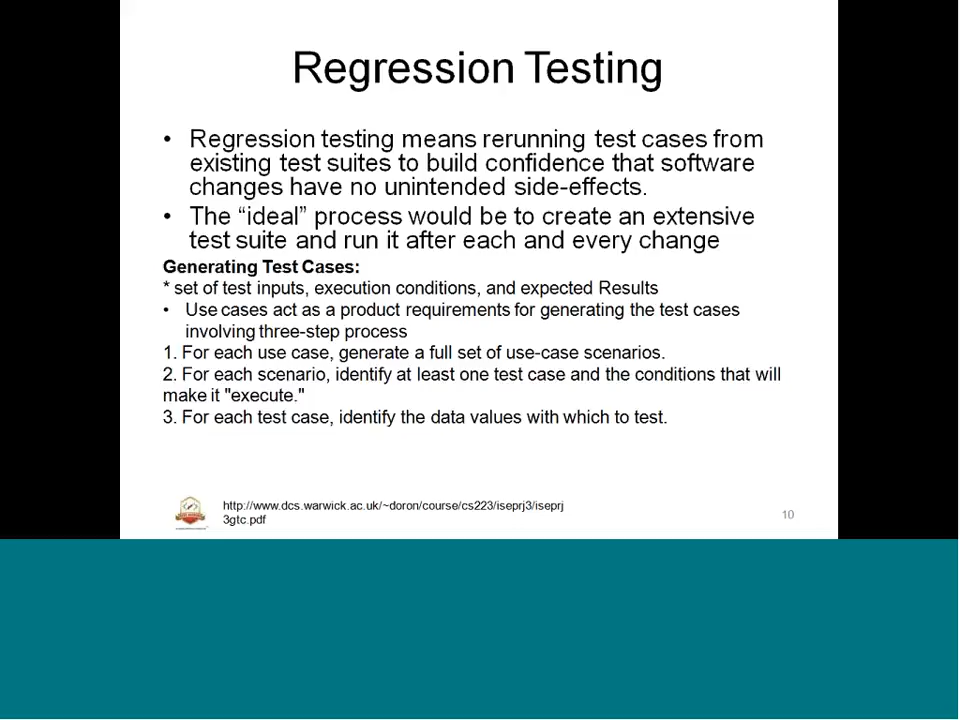 Regression Testing
• Regression testing means rerunning test cases from
existing test suites to build confidence that software
changes have no unintended side-effects.
• The “ideal” process would be to create an extensive
test suite and run it after each and every change
Generating Test Cases:
* set of test inputs, execution conditions, and expected Results
• Use cases act as a product requirements for generating the test cases
involving three-step process
1. For each use case, generate a full set of use-case scenarios.
2. For each scenario, identify at least one test case and the conditions that will
make it "execute."
3. For each test case, identify the data values with which to test.
http://www.dcs.warwick.ac.uk/~doron/course/cs223/iseprj3/iseprj
3gtc.pdf
10